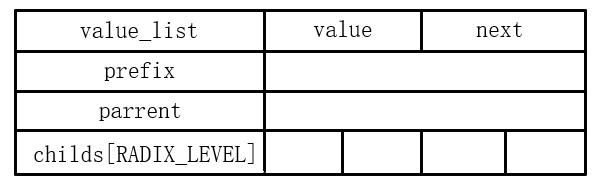 value_list value next
prefix
parrent
childs[RADIX_LEVEL]